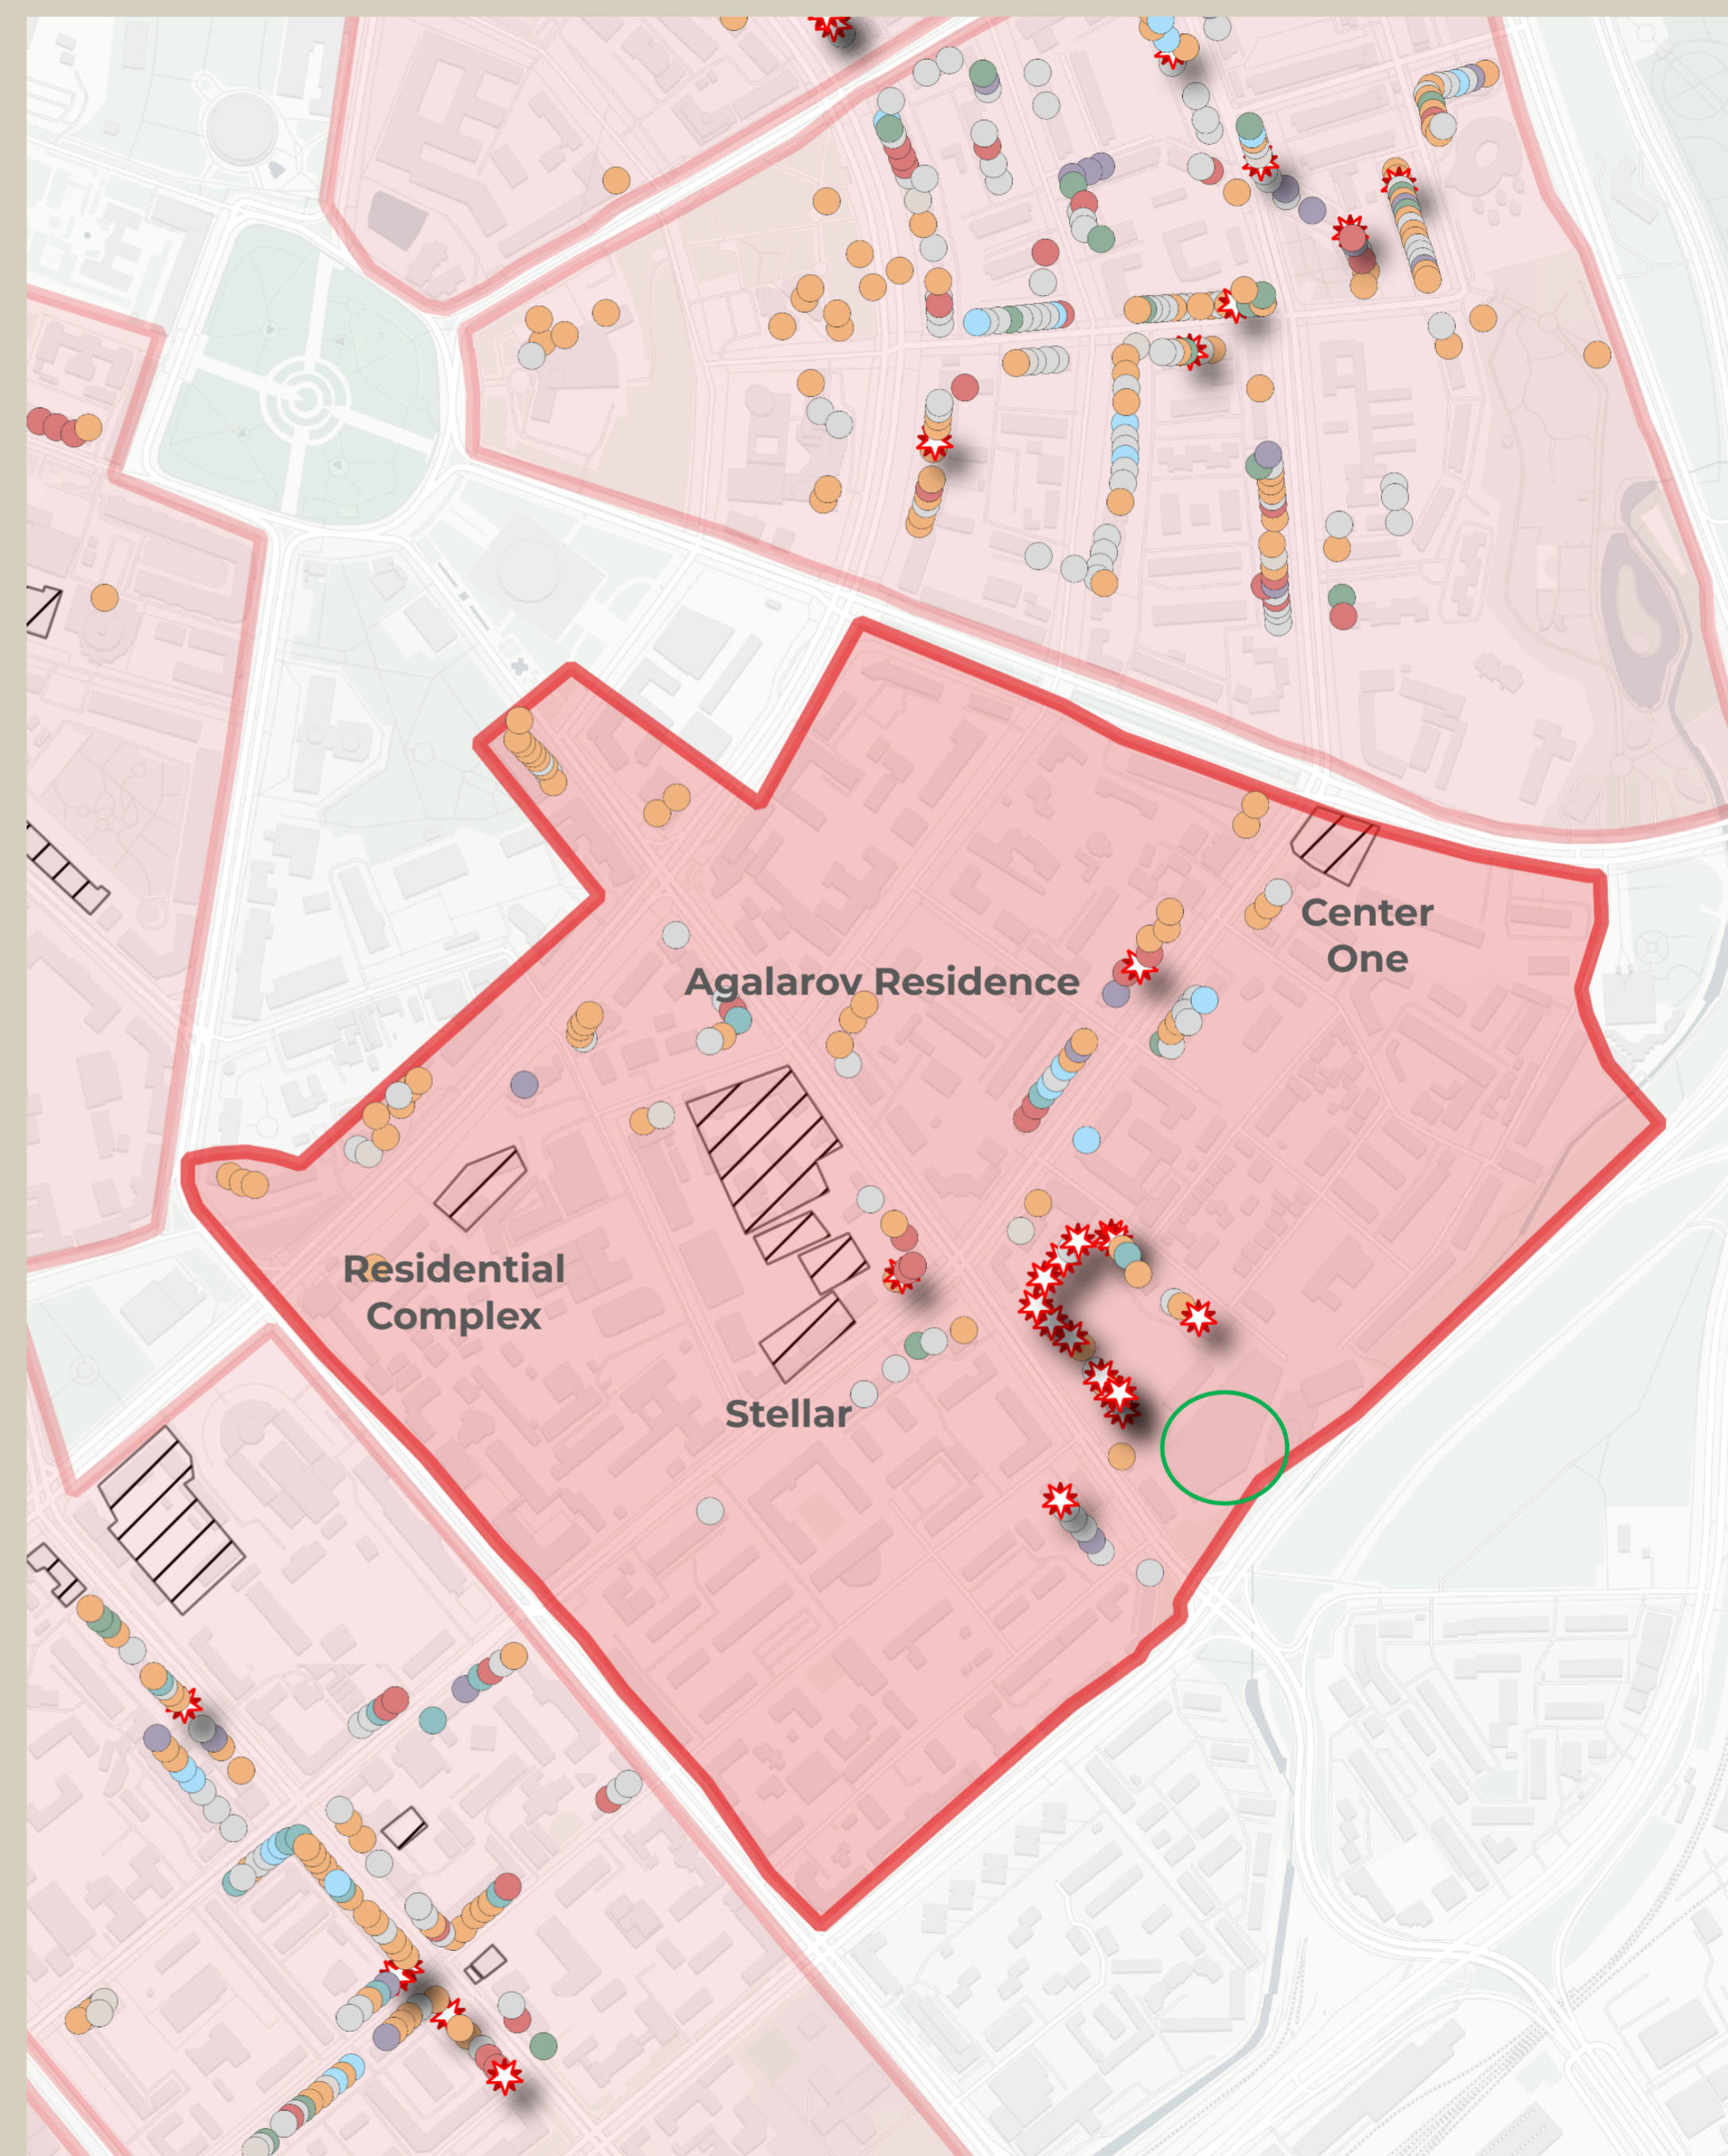 Center
One
Agalarov Residence
Residential
Complex
Stellar